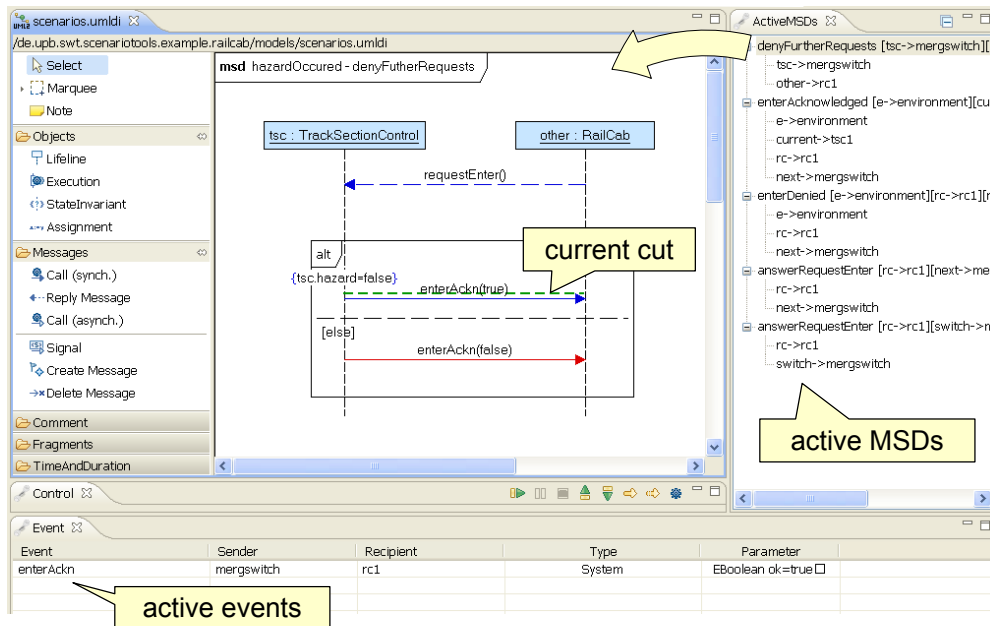 scenarios.umldi
/de.upb.swt.scenariotools.example.railcab/models/scenarios.umldi
Select
Marquee
Note
Objects
Lifeline
Execution
StateInvariant
Assignment
Messages
Call (synch.)
Reply Message
Call (asynch.)
Signal
Create Message
Delete Message
Comment
Fragments
TimeAndDuration
msd hazardOccured - denyFutherRequests
tsc : TrackSectionControl
other : RailCab
requestEnter()
alt
{tsc.hazard=false}
enterAckn(true)
[else]
enterAckn(false)
current cut
ActiveMSDs
denyFurtherRequests [tsc->mergswitch][
tsc->mergswitch
other->rc1
enterAcknowledged [e->environment][cu
e->environment
current->tsc1
rc->rc1
next->mergswitch
enterDenied [e->environment][rc->rc1][r
e->environment
rc->rc1
next->mergswitch
answerRequestEnter [rc->rc1][next->me
rc->rc1
next->mergswitch
answerRequestEnter [rc->rc1][switch->m
rc->rc1
switch->mergswitch
active MSDs
Control
Event
Event Sender Recipient Type Parameter
enterAckn mergswitch rc1 System EBoolean ok=true
active events